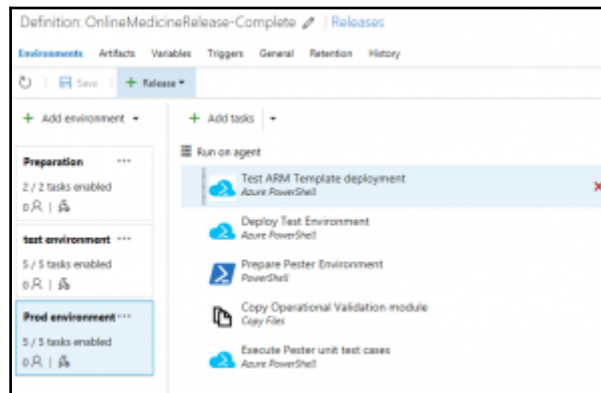 Definition: OnlineMedicineRelease-Complete | Releases
Environments Artifacts Variables Triggers General Retention History
Save + Release
+ Add environment
+ Add tasks
Run on agent
Preparation ...
2 / 2 tasks enabled
0
test environment ...
5 / 5 tasks enabled
0
Prod environment ...
5 / 5 tasks enabled
0
Test ARM Template deployment
Azure PowerShell
Deploy Test Environment
Azure PowerShell
Prepare Pester Environment
PowerShell
Copy Operational Validation module
Copy Files
Execute Pester unit test cases
Azure PowerShell